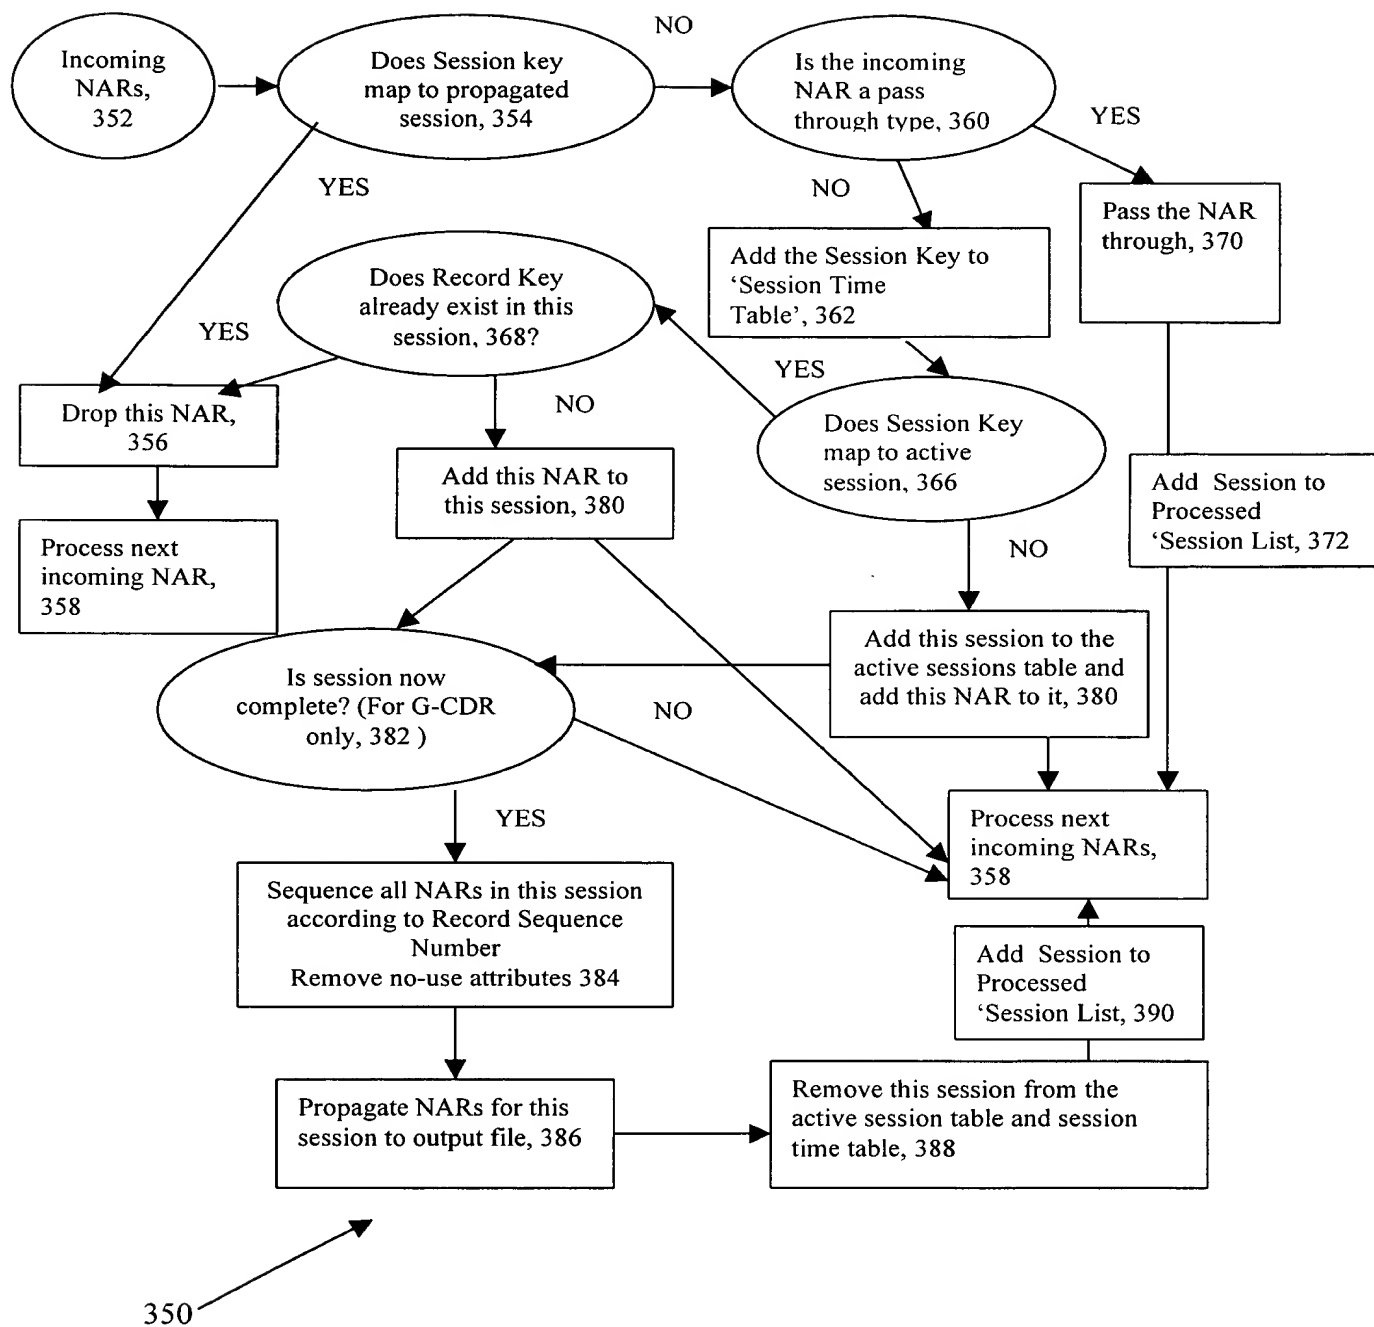 NO
Incoming
NARs,
352
Does Session key
map to propagated
session, 354
Is the incoming
NAR a pass
through type, 360
YES
YES
NO
Pass the NAR
through, 370
Add the Session Key to
‘Session Time
Table’, 362
Does Record Key
already exist in this
session, 368?
YES
YES
NO
Drop this NAR,
356
Does Session Key
map to active
session, 366
Add this NAR to
this session, 380
Add Session to
Processed
‘Session List, 372
Process next
incoming NAR,
358
NO
Add this session to the
active sessions table and
add this NAR to it, 380
Is session now
complete? (For G-CDR
only, 382 )
NO
YES
Process next
incoming NARs,
358
Sequence all NARs in this session
according to Record Sequence
Number
Remove no-use attributes 384
Add Session to
Processed
‘Session List, 390
Propagate NARs for this
session to output file, 386
Remove this session from the
active session table and session
time table, 388
350